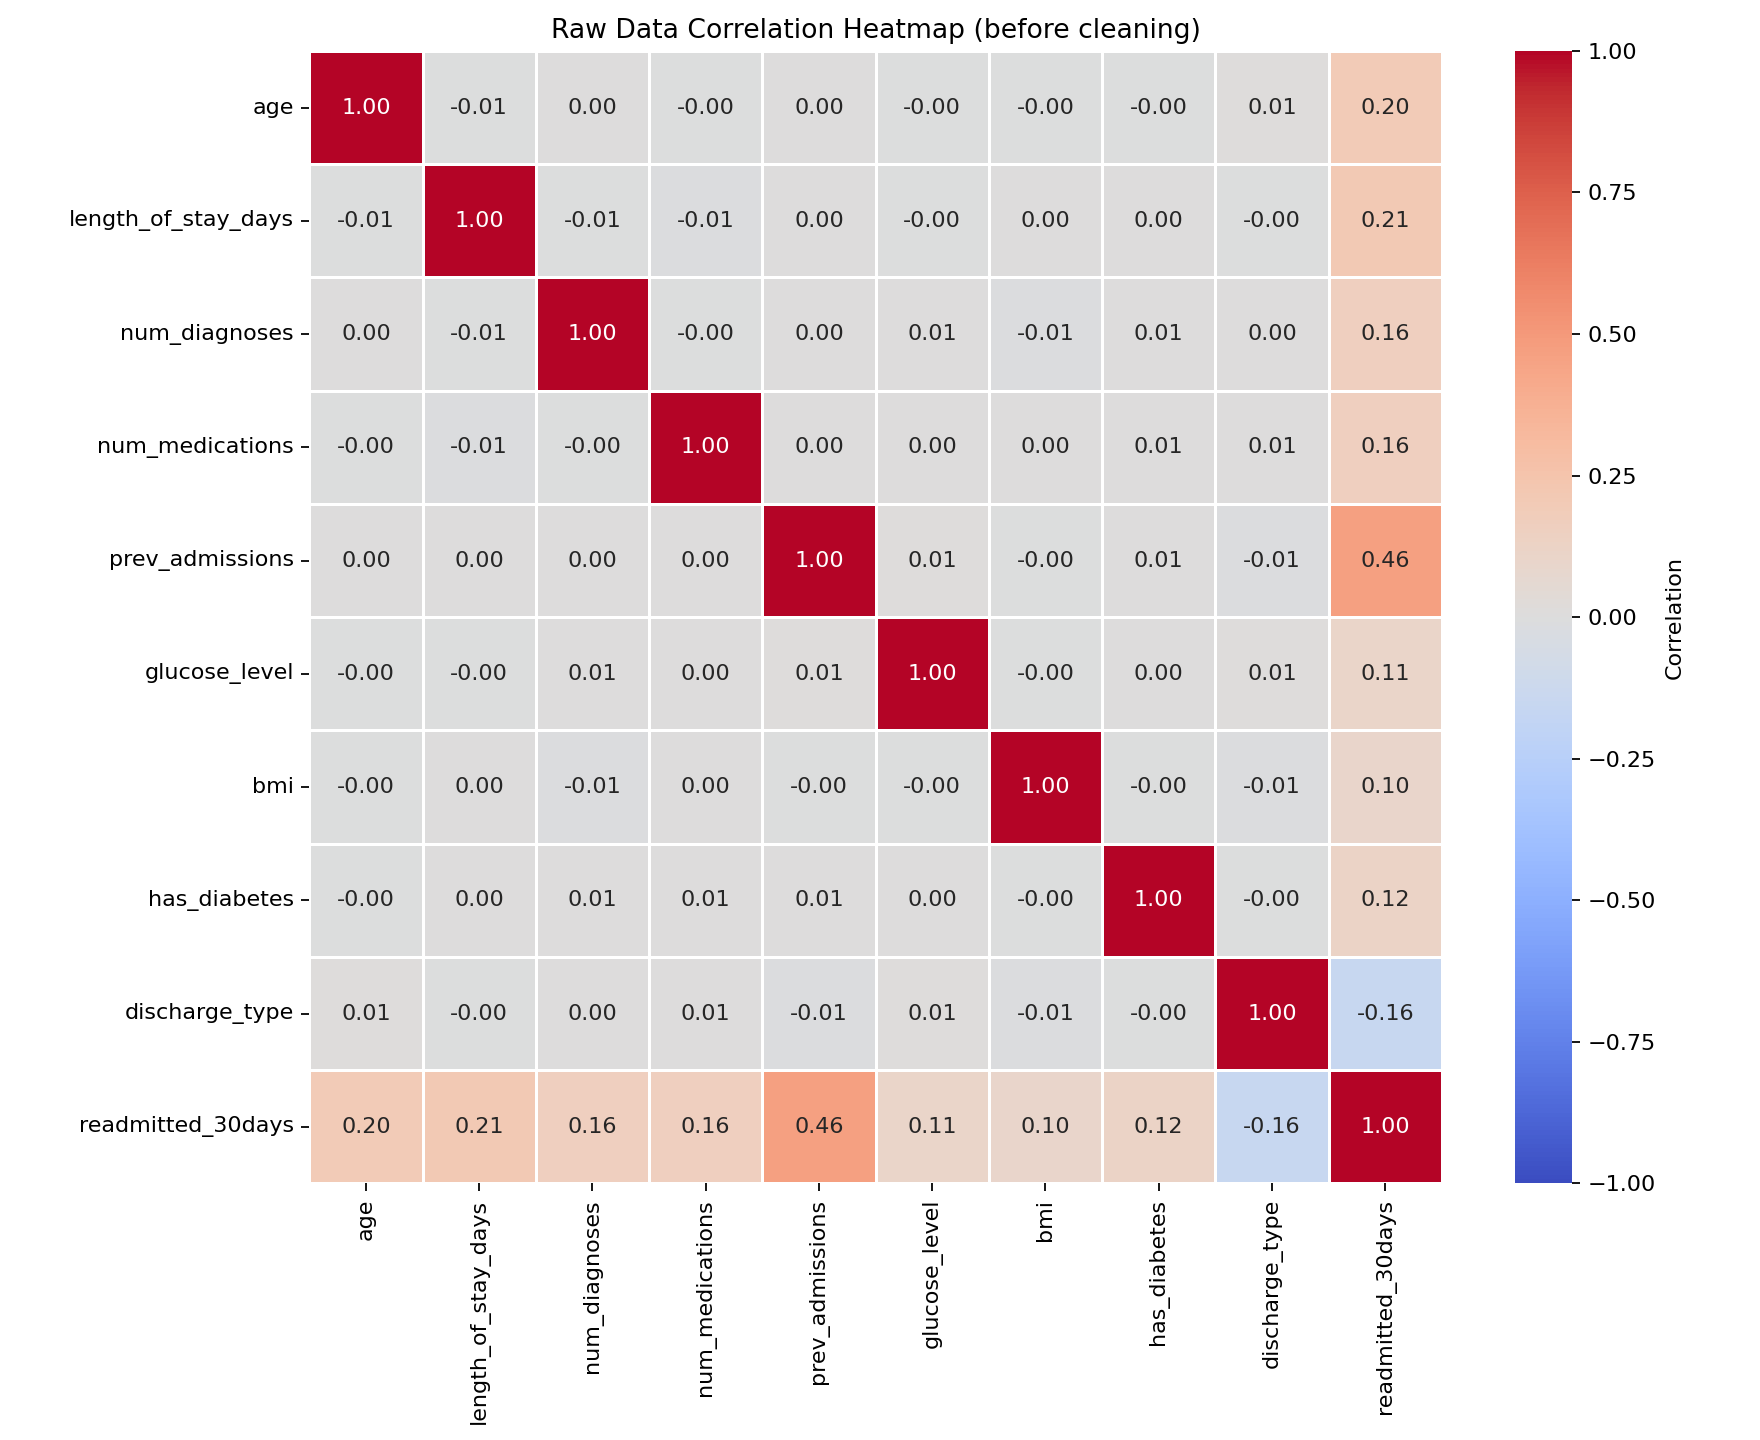 Raw Data Correlation Heatmap (before cleaning)
age 1.00 -0.01 0.00 -0.00 0.00 -0.00 -0.00 -0.00 0.01 0.20
length_of_stay_days -0.01 1.00 -0.01 -0.01 0.00 -0.00 0.00 0.00 -0.00 0.21
num_diagnoses 0.00 -0.01 1.00 -0.00 0.00 0.01 -0.01 0.01 0.00 0.16
num_medications -0.00 -0.01 -0.00 1.00 0.00 0.00 0.00 0.01 0.01 0.16
prev_admissions 0.00 0.00 0.00 0.00 1.00 0.01 -0.00 0.01 -0.01 0.46
glucose_level -0.00 -0.00 0.01 0.00 0.01 1.00 -0.00 0.00 0.01 0.11
bmi -0.00 0.00 -0.01 0.00 -0.00 -0.00 1.00 -0.00 -0.01 0.10
has_diabetes -0.00 0.00 0.01 0.01 0.01 0.00 -0.00 1.00 -0.00 0.12
discharge_type 0.01 -0.00 0.00 0.01 -0.01 0.01 -0.01 -0.00 1.00 -0.16
readmitted_30days 0.20 0.21 0.16 0.16 0.46 0.11 0.10 0.12 -0.16 1.00
age
length_of_stay_days
num_diagnoses
num_medications
prev_admissions
glucose_level
bmi
has_diabetes
discharge_type
readmitted_30days
1.00
0.75
0.50
0.25
0.00
−0.25
−0.50
−0.75
−1.00
Correlation